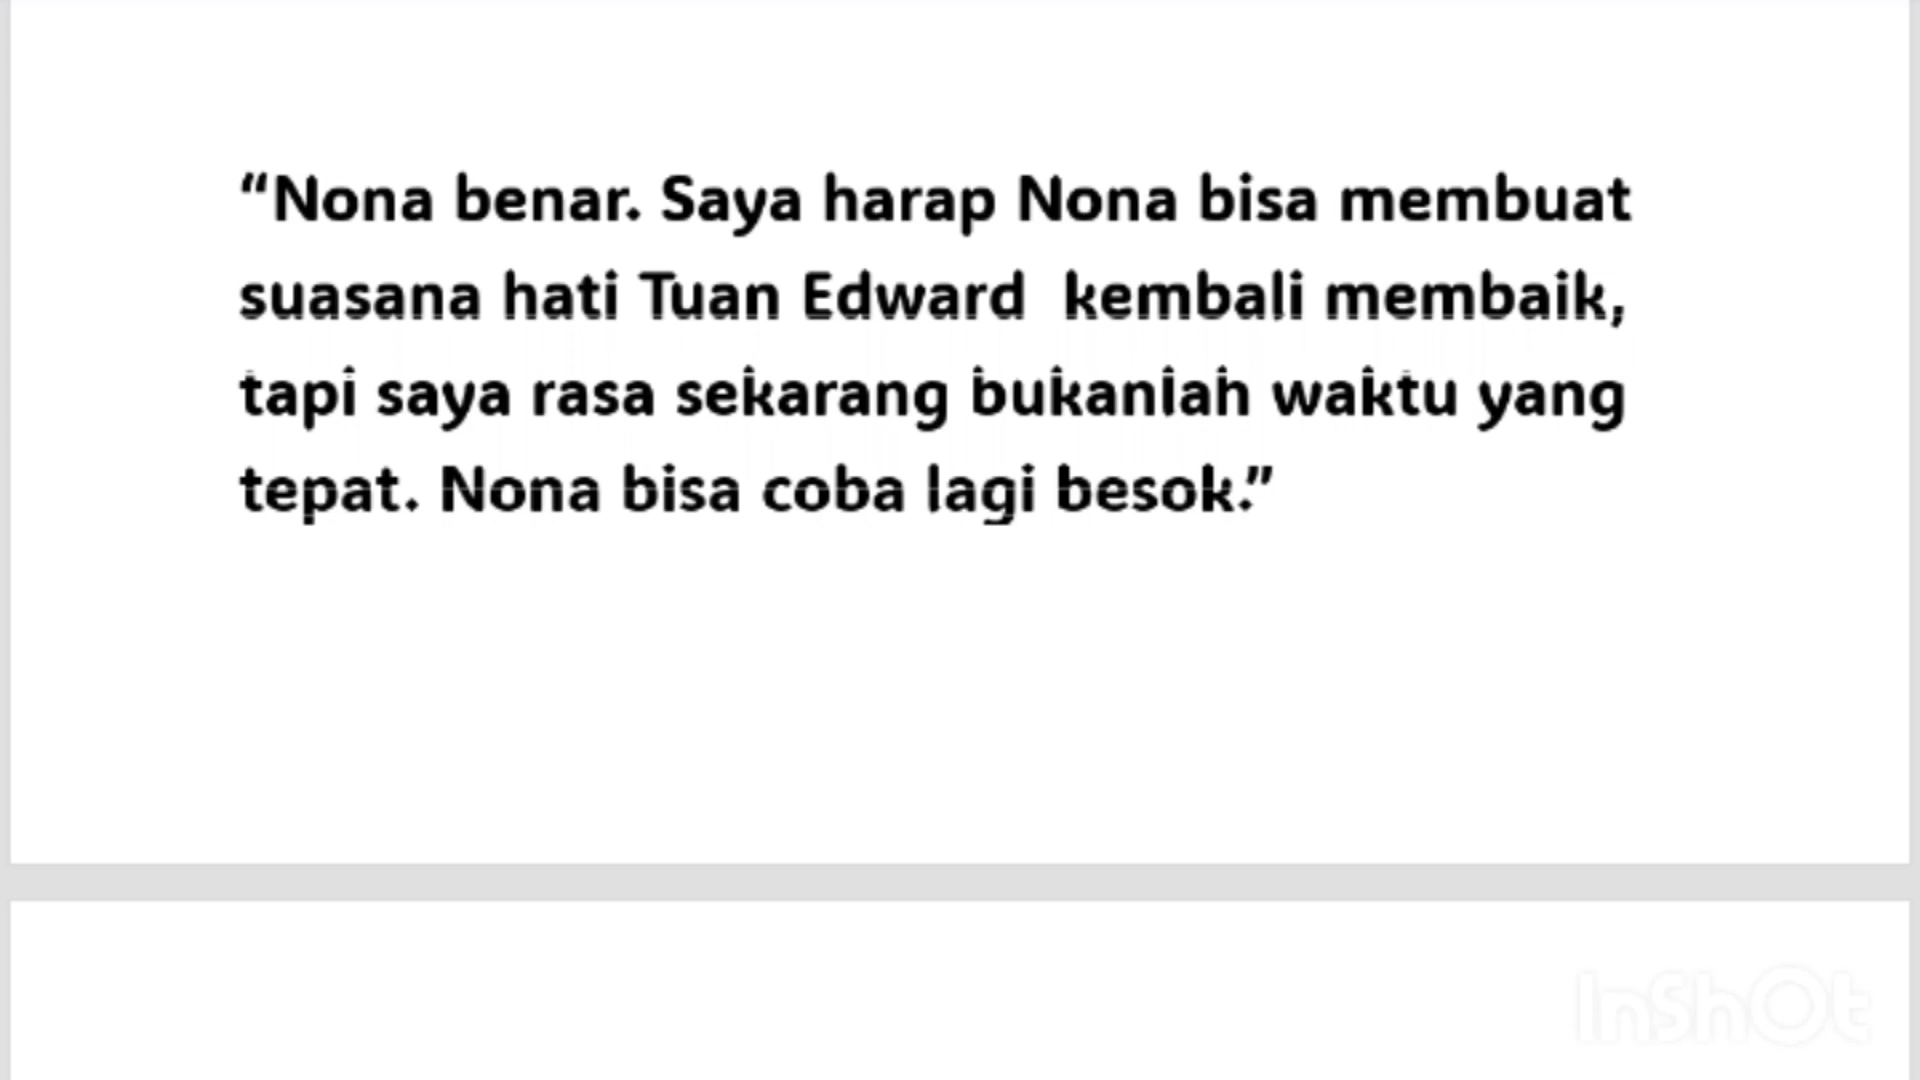 “Nona benar. Saya harap Nona bisa membuat
suasana hati Tuan Edward  kembali membaik,
tapi saya rasa sekarang bukanlah waktu yang
tepat. Nona bisa coba lagi besok.”
InShOt